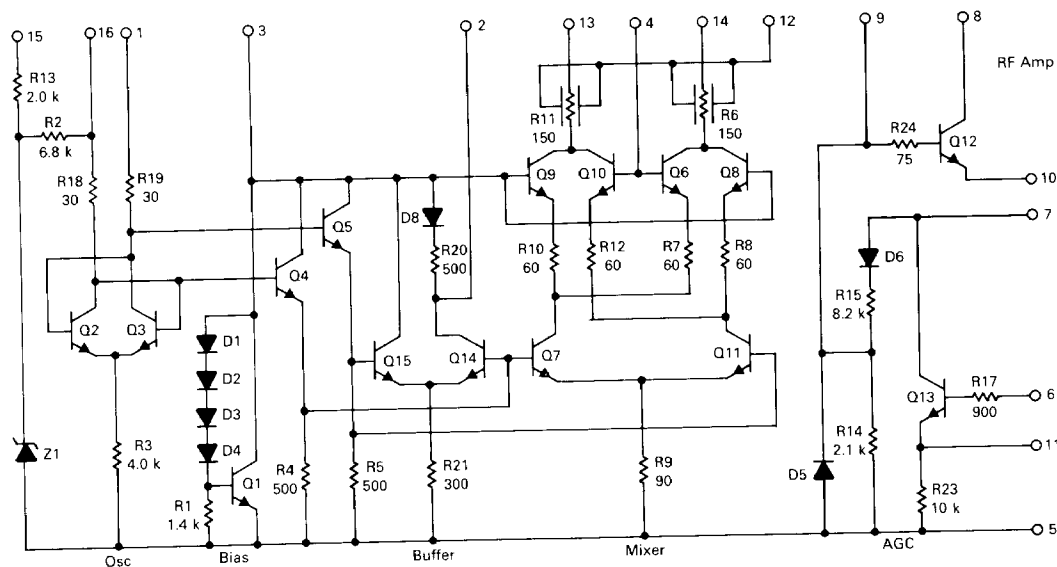 15
16
1
3
2
13
4
14
12
9
8
RF Amp
R13
2.0 k
R2
6.8 k
R18
30
R19
30
R11
150
R6
150
R24
75
Q12
10
Q9
Q10
Q6
Q8
7
D8
Q5
R20
500
Q4
R10
60
R12
60
R7
60
R8
60
D6
R15
8.2 k
Q2
Q3
D1
D2
D3
D4
Q15
Q14
Q7
Q11
Q13
R17
900
6
R14
2.1 k
11
Z1
R3
4.0 k
R4
500
R5
500
R21
300
R9
90
D5
R23
10 k
R1
1.4 k
Q1
5
Osc
Bias
Buffer
Mixer
AGC